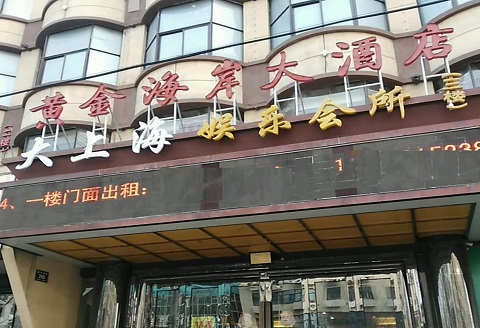 黄金海岸大酒店
大上海娱乐会所
三楼
4、一楼门面出租：
15238